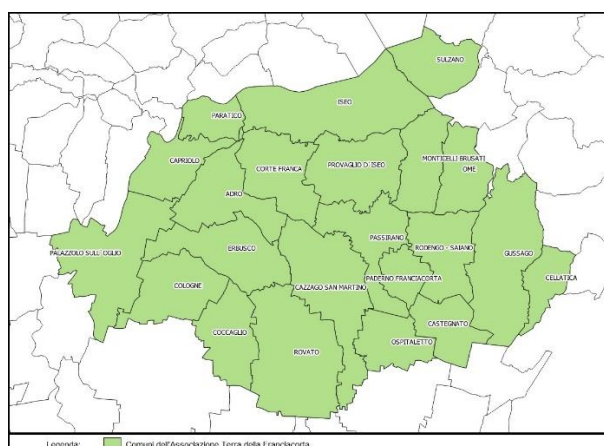 SULZANO
ISEO
PARATICO
CAPRIOLO
CORTE FRANCA
PROVAGLIO D'ISEO
MONTICELLI BRUSATI
OME
ADRO
PALAZZOLO SULL'OGLIO
ERBUSCO
PASSIRANO
RODENGO - SAIANO
GUSSAGO
CELLATICA
COLOGNE
CAZZAGO SAN MARTINO
PADERNO FRANCIACORTA
COCCAGLIO
ROVATO
OSPITALETTO
CASTEGNATO
Legenda: Comuni dell'Associazione Terra della Franciacorta